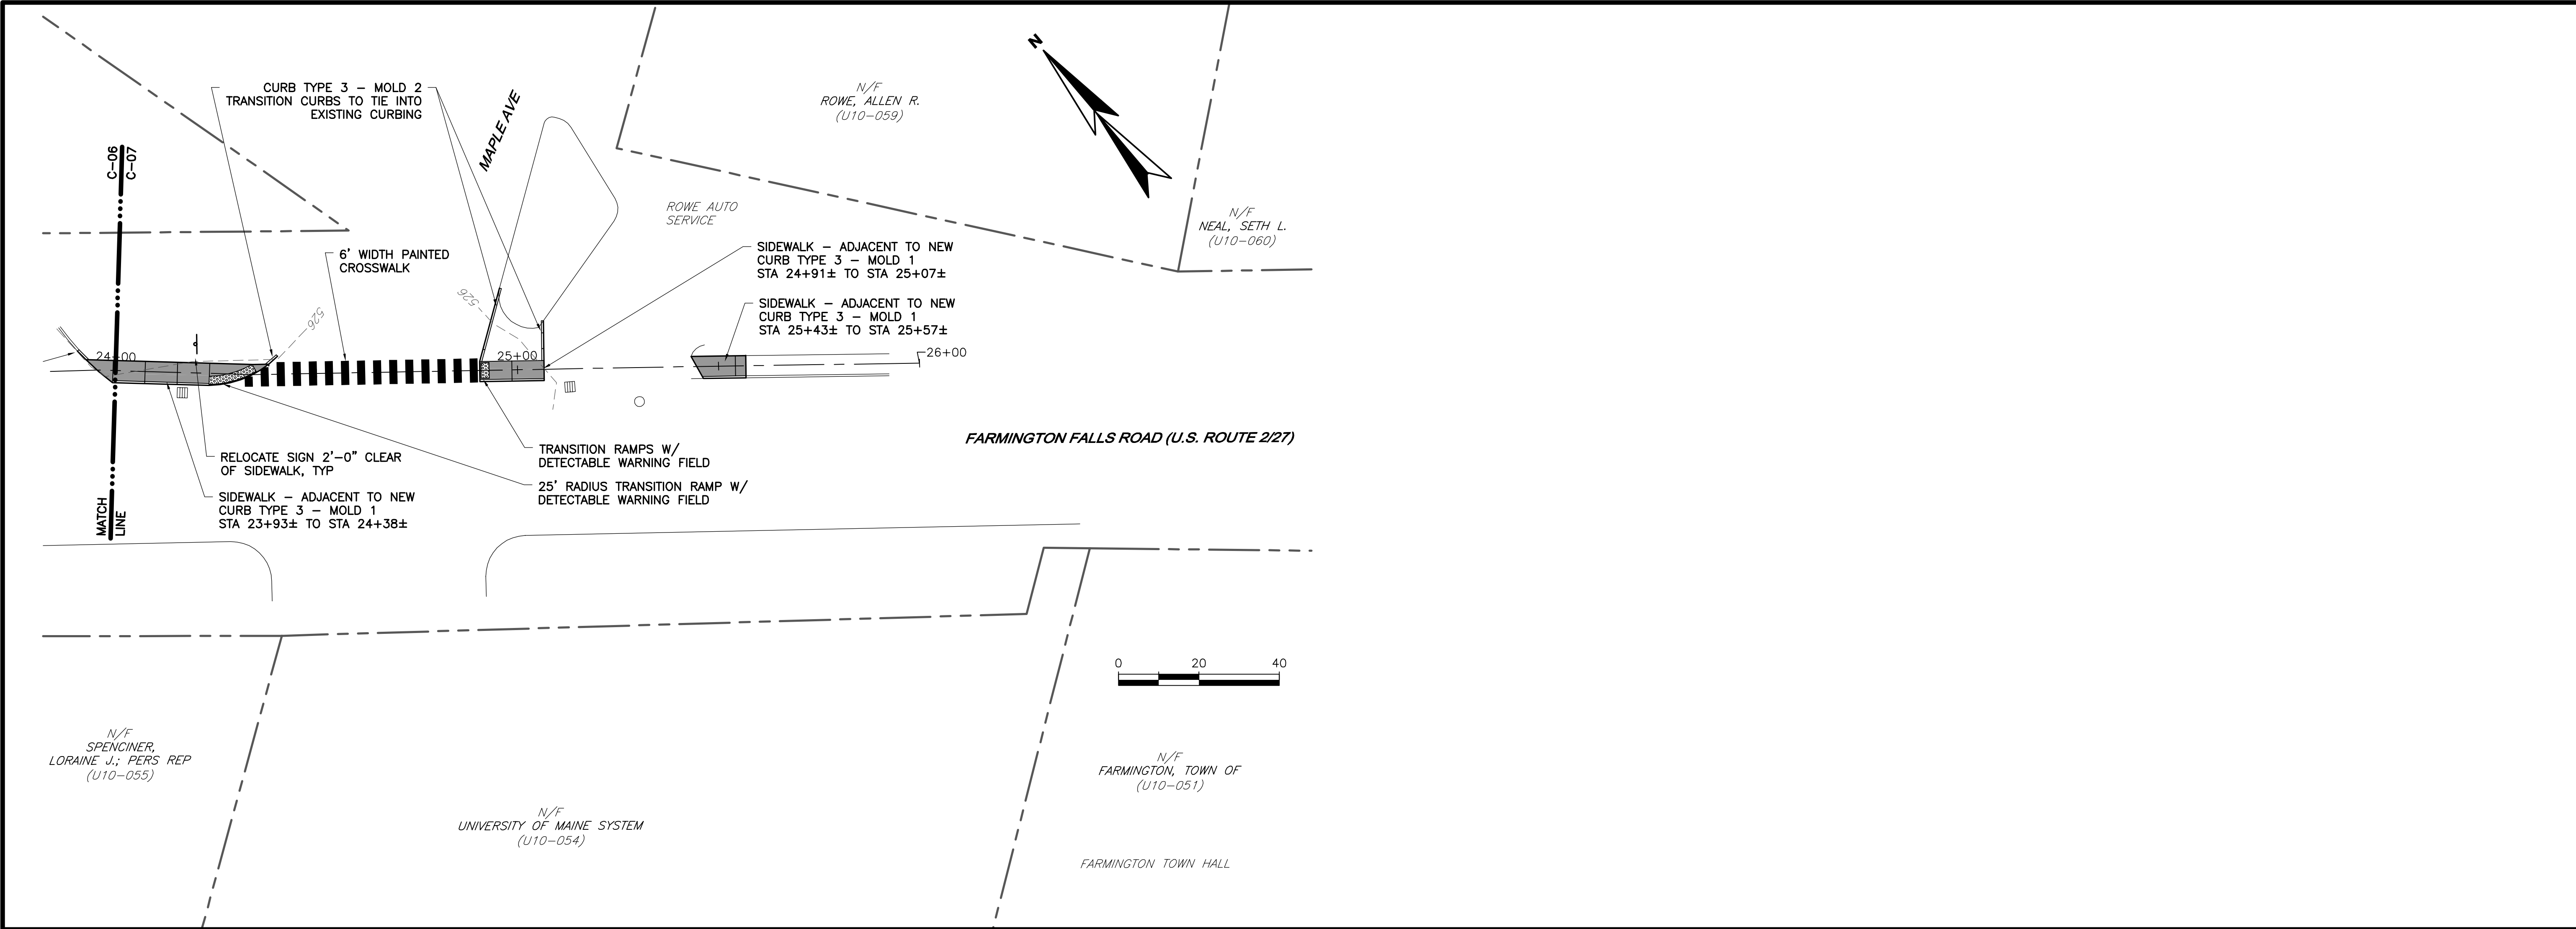 N
CURB TYPE 3 – MOLD 2
TRANSITION CURBS TO TIE INTO
EXISTING CURBING
MAPLE AVE
N/F
ROWE, ALLEN R.
(U10–059)
C–06
C–07
ROWE AUTO
SERVICE
N/F
NEAL, SETH L.
(U10–060)
6' WIDTH PAINTED
CROSSWALK
SIDEWALK – ADJACENT TO NEW
CURB TYPE 3 – MOLD 1
STA 24+91± TO STA 25+07±
526
526
SIDEWALK – ADJACENT TO NEW
CURB TYPE 3 – MOLD 1
STA 25+43± TO STA 25+57±
24+00
25+00
26+00
FARMINGTON FALLS ROAD (U.S. ROUTE 2/27)
RELOCATE SIGN 2'–0" CLEAR
OF SIDEWALK, TYP
TRANSITION RAMPS W/
DETECTABLE WARNING FIELD
25' RADIUS TRANSITION RAMP W/
DETECTABLE WARNING FIELD
SIDEWALK – ADJACENT TO NEW
CURB TYPE 3 – MOLD 1
STA 23+93± TO STA 24+38±
MATCH
LINE
0 20 40
N/F
SPENCINER,
LORAINE J.; PERS REP
(U10–055)
N/F
FARMINGTON, TOWN OF
(U10–051)
N/F
UNIVERSITY OF MAINE SYSTEM
(U10–054)
FARMINGTON TOWN HALL